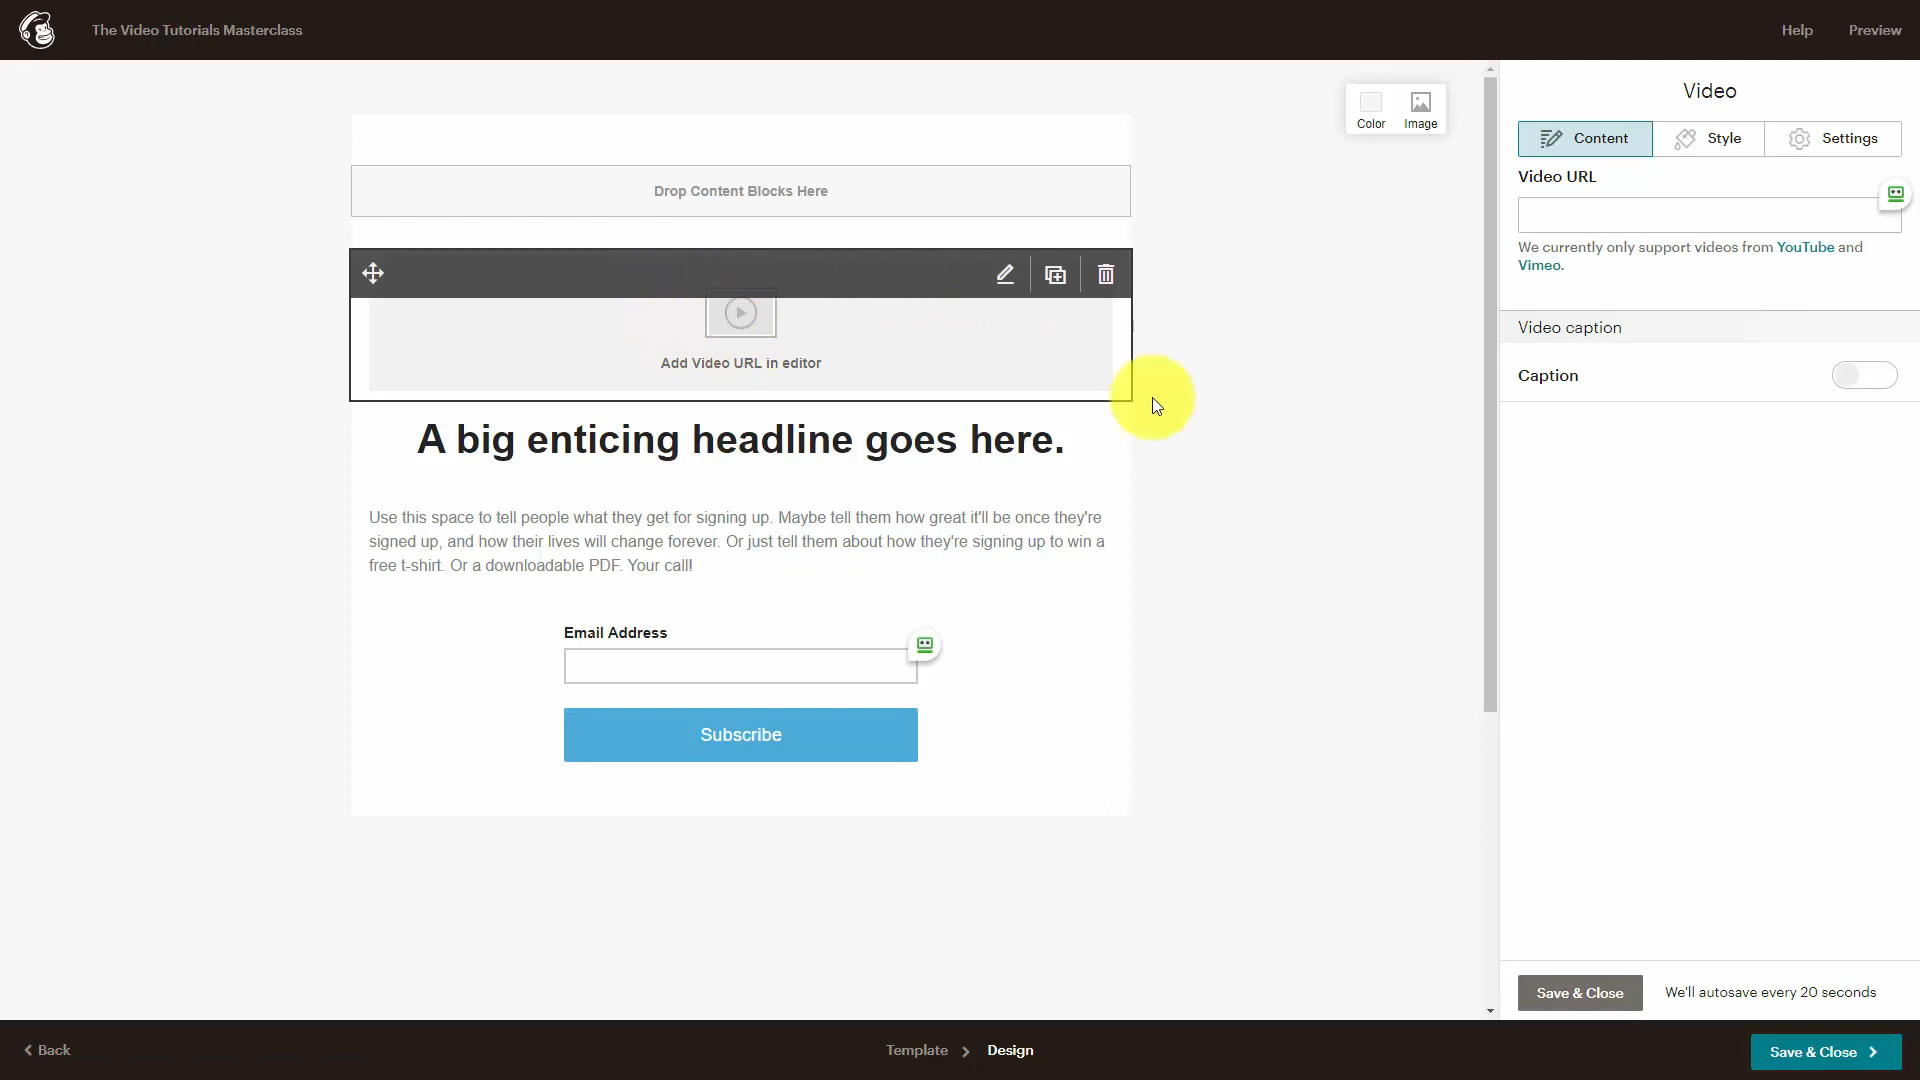 The Video Tutorials Masterclass
Help
Preview
Color
Image
Drop Content Blocks Here
Add Video URL in editor
A big enticing headline goes here.
Use this space to tell people what they get for signing up. Maybe tell them how great it'll be once they're
signed up, and how their lives will change forever. Or just tell them about how they're signing up to win a
free t-shirt. Or a downloadable PDF. Your call!
Email Address
Subscribe
Video
Content
Style
Settings
Video URL
We currently only support videos from YouTube and
Vimeo.
Video caption
Caption
Save & Close
We'll autosave every 20 seconds
Back
Template
Design
Save & Close